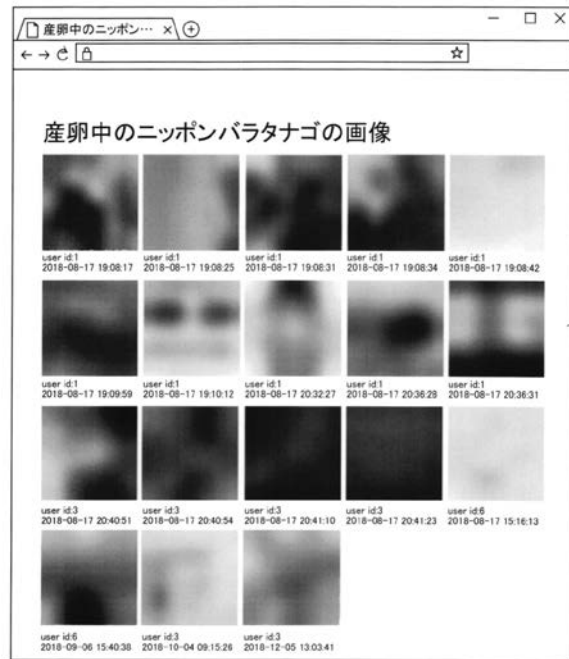 産卵中のニッポン… ×
産卵中のニッポンバラタナゴの画像
user id:1
2018-08-17 19:08:17
user id:1
2018-08-17 19:08:25
user id:1
2018-08-17 19:08:31
user id:1
2018-08-17 19:08:34
user id:1
2018-08-17 19:08:42
user id:1
2018-08-17 19:09:59
user id:1
2018-08-17 19:10:12
user id:1
2018-08-17 20:32:27
user id:1
2018-08-17 20:36:28
user id:1
2018-08-17 20:36:31
user id:3
2018-08-17 20:40:51
user id:3
2018-08-17 20:40:54
user id:3
2018-08-17 20:41:10
user id:3
2018-08-17 20:41:23
user id:6
2018-08-17 15:16:13
user id:6
2018-09-06 15:40:38
user id:3
2018-10-04 09:15:26
user id:3
2018-12-05 13:03:41